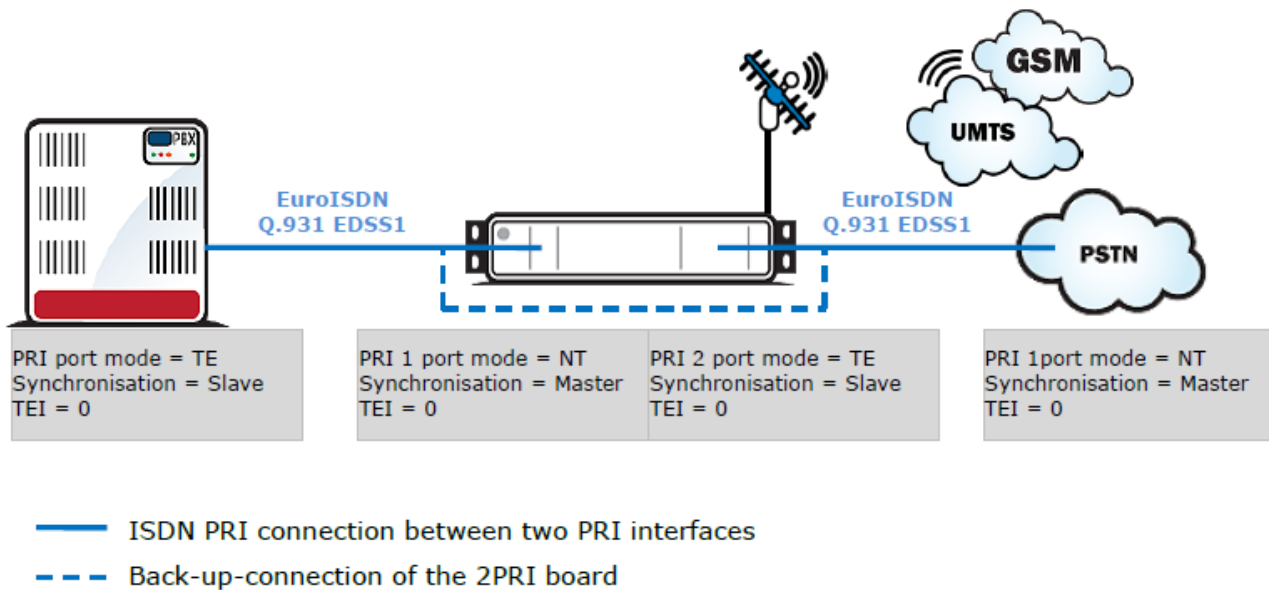 GSM
UMTS
PBX
EuroISDN
Q.931 EDSS1
EuroISDN
Q.931 EDSS1
PSTN
PRI port mode = TE
Synchronisation = Slave
TEI = 0
PRI 1 port mode = NT
Synchronisation = Master
TEI = 0
PRI 2 port mode = TE
Synchronisation = Slave
TEI = 0
PRI 1port mode = NT
Synchronisation = Master
TEI = 0
ISDN PRI connection between two PRI interfaces
Back-up-connection of the 2PRI board